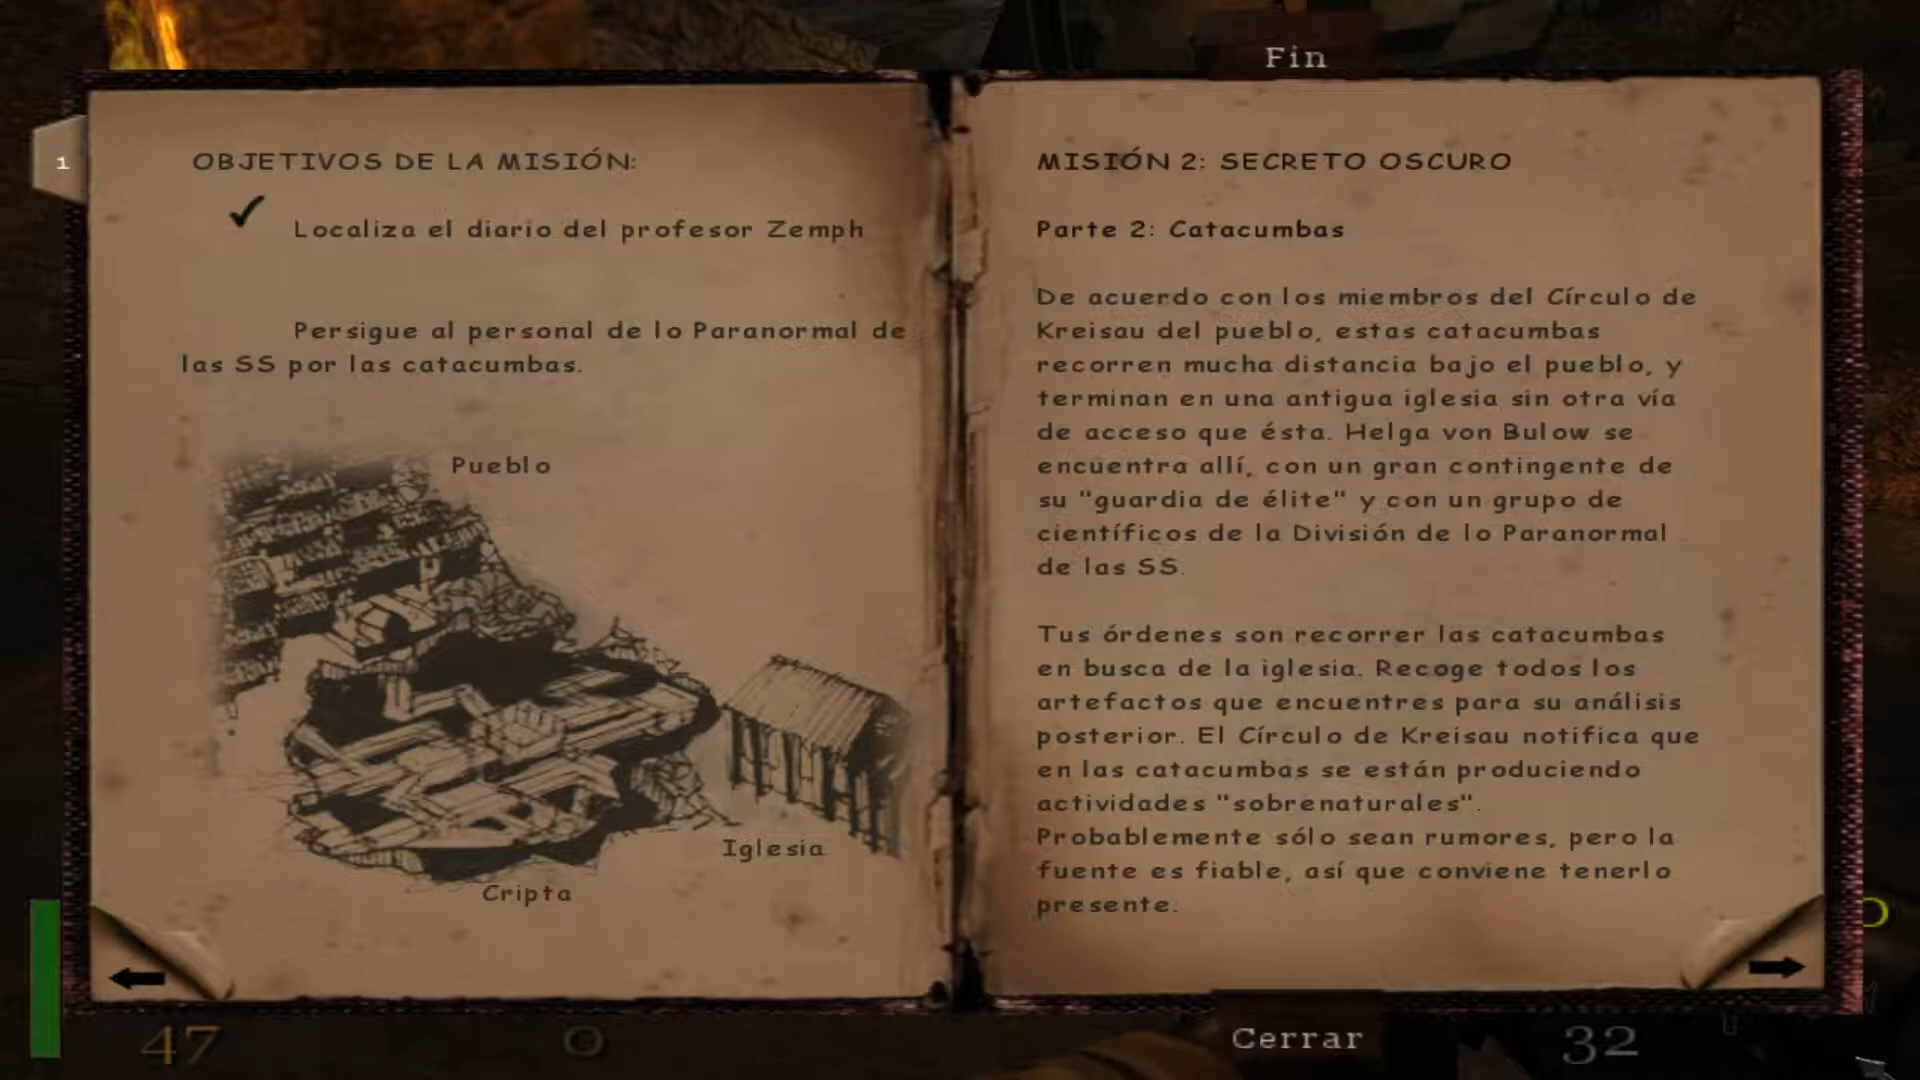 Fin
1
OBJETIVOS DE LA MISIÓN:
Localiza el diario del profesor Zemph
Persigue al personal de lo Paranormal de
las SS por las catacumbas.
Pueblo
Iglesia
Cripta
MISIÓN 2: SECRETO OSCURO
Parte 2: Catacumbas
De acuerdo con los miembros del Círculo de
Kreisau del pueblo, estas catacumbas
recorren mucha distancia bajo el pueblo, y
terminan en una antigua iglesia sin otra vía
de acceso que ésta. Helga von Bulow se
encuentra allí, con un gran contingente de
su "guardia de élite" y con un grupo de
científicos de la División de lo Paranormal
de las SS.
Tus órdenes son recorrer las catacumbas
en busca de la iglesia. Recoge todos los
artefactos que encuentres para su análisis
posterior. El Círculo de Kreisau notifica que
en las catacumbas se están produciendo
actividades "sobrenaturales".
Probablemente sólo sean rumores, pero la
fuente es fiable, así que conviene tenerlo
presente.
47
0
Cerrar
32